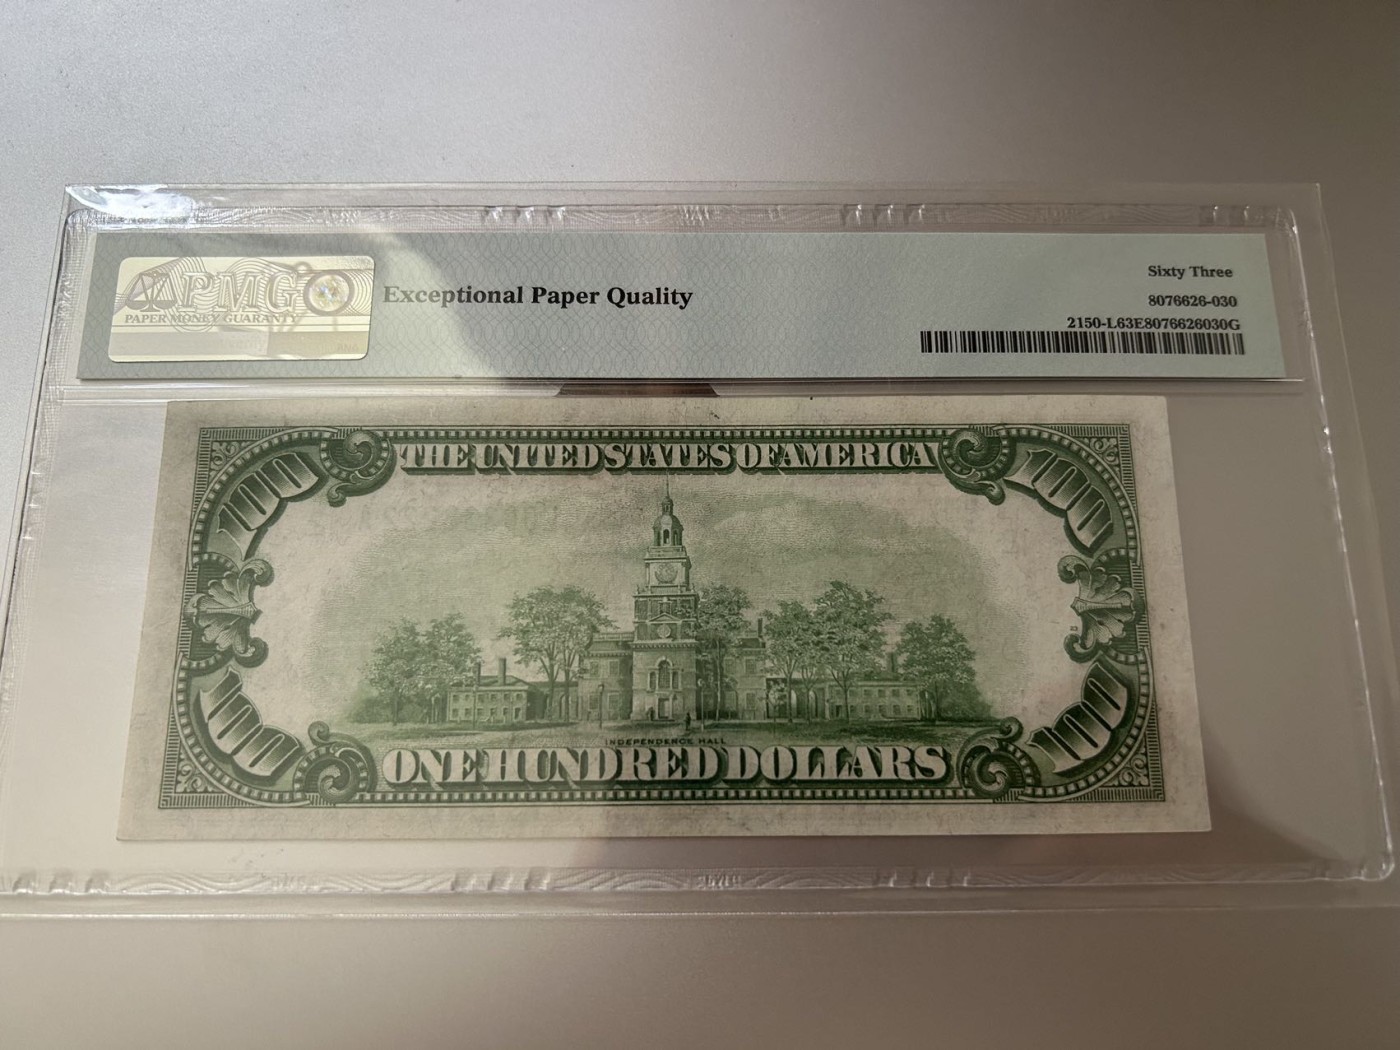 PMG
PAPER MONEY GUARANTY
Exceptional Paper Quality
Sixty Three
8076626-030
2150-L63E8076626030G
THE UNITED STATES OF AMERICA
100
100
INDEPENDENCE HALL
100
ONE HUNDRED DOLLARS
100